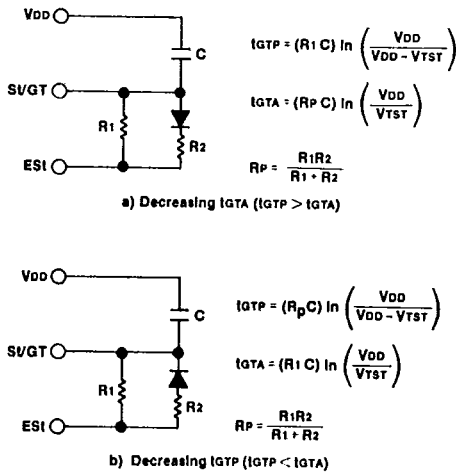 VDD
C
St/GT
R1
R2
ESt
tGTP = (R1 C) ln ( VDD / VDD – VTST )
tGTA = (RP C) ln ( VDD / VTST )
RP = R1R2 / R1 + R2
a) Decreasing tGTA (tGTP > tGTA)
VDD
C
St/GT
R1
R2
ESt
tGTP = (RpC) ln ( VDD / VDD – VTST )
tGTA = (R1 C) ln ( VDD / VTST )
RP = R1R2 / R1 + R2
b) Decreasing tGTP (tGTP < tGTA)